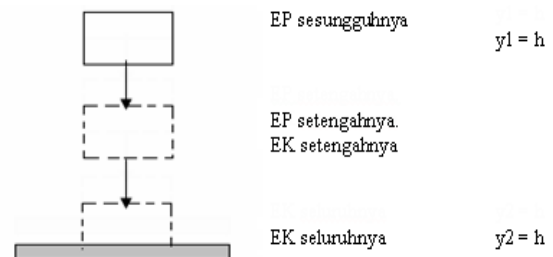 EP sesungguhnya
y1 = h
EP setengahnya.
EK setengahnya
EK seluruhnya
y2 = h